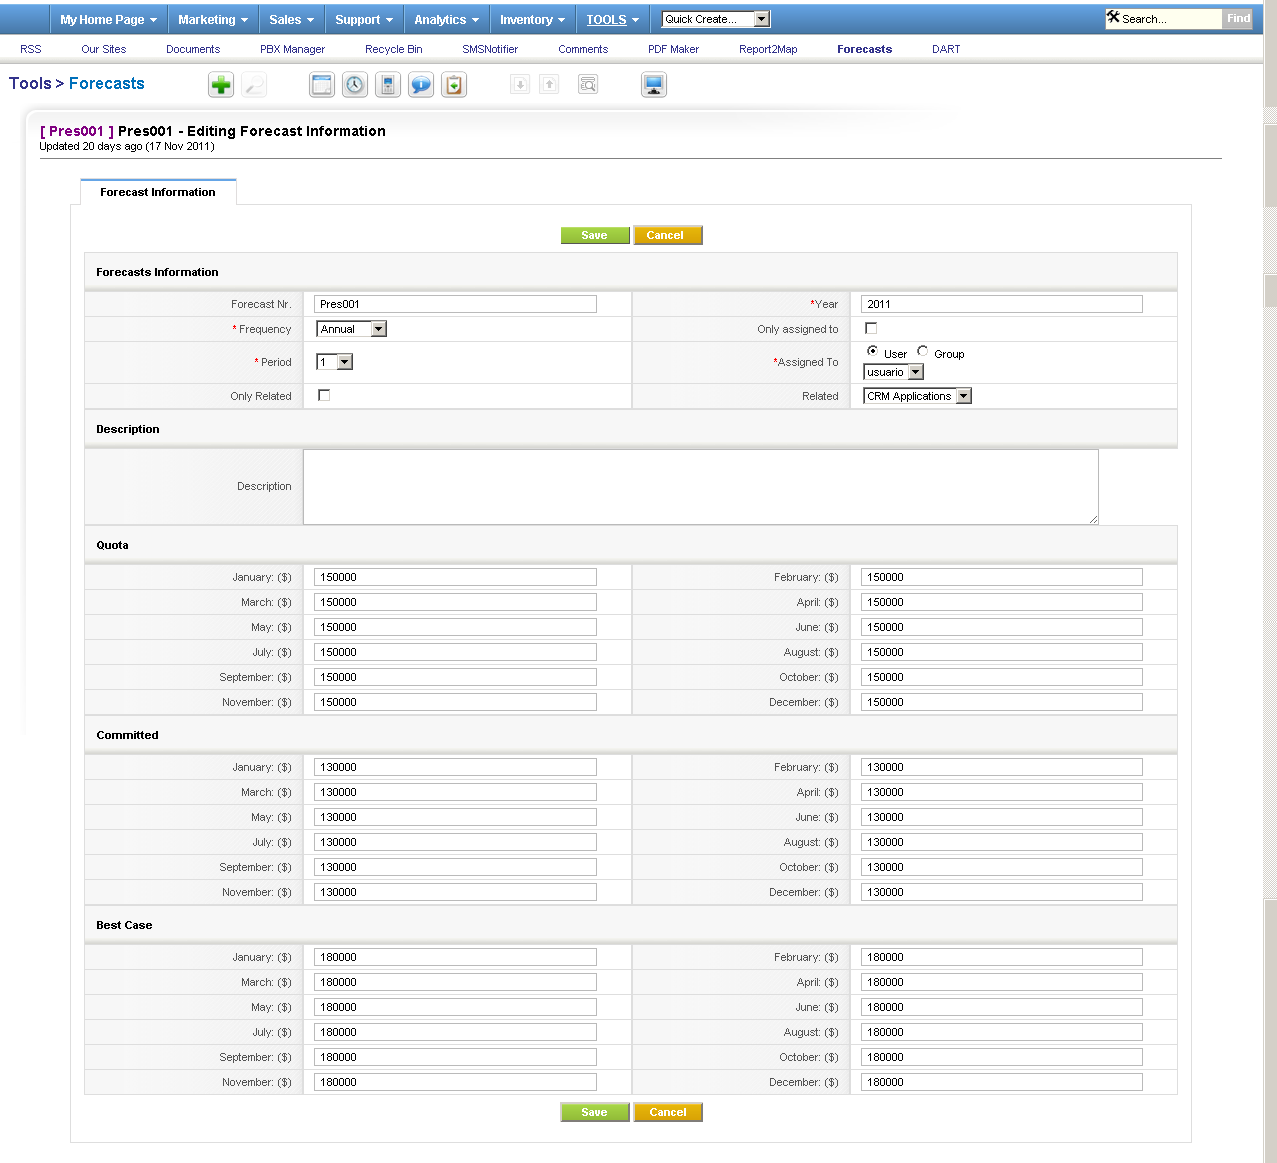 My Home Page Marketing Sales Support Analytics Inventory TOOLS Quick Create... Search... Find
RSS Our Sites Documents PBX Manager Recycle Bin SMSNotifier Comments PDF Maker Report2Map Forecasts DART
Tools > Forecasts
[ Pres001 ] Pres001 - Editing Forecast Information
Updated 20 days ago (17 Nov 2011)
Forecast Information
Save Cancel
Forecasts Information
Forecast Nr. Pres001 *Year 2011
* Frequency Annual Only assigned to
* Period 1 *Assigned To User Group
usuario
Only Related Related CRM Applications
Description
Description
Quota
January: ($) 150000 February: ($) 150000
March: ($) 150000 April: ($) 150000
May: ($) 150000 June: ($) 150000
July: ($) 150000 August: ($) 150000
September: ($) 150000 October: ($) 150000
November: ($) 150000 December: ($) 150000
Committed
January: ($) 130000 February: ($) 130000
March: ($) 130000 April: ($) 130000
May: ($) 130000 June: ($) 130000
July: ($) 130000 August: ($) 130000
September: ($) 130000 October: ($) 130000
November: ($) 130000 December: ($) 130000
Best Case
January: ($) 180000 February: ($) 180000
March: ($) 180000 April: ($) 180000
May: ($) 180000 June: ($) 180000
July: ($) 180000 August: ($) 180000
September: ($) 180000 October: ($) 180000
November: ($) 180000 December: ($) 180000
Save Cancel